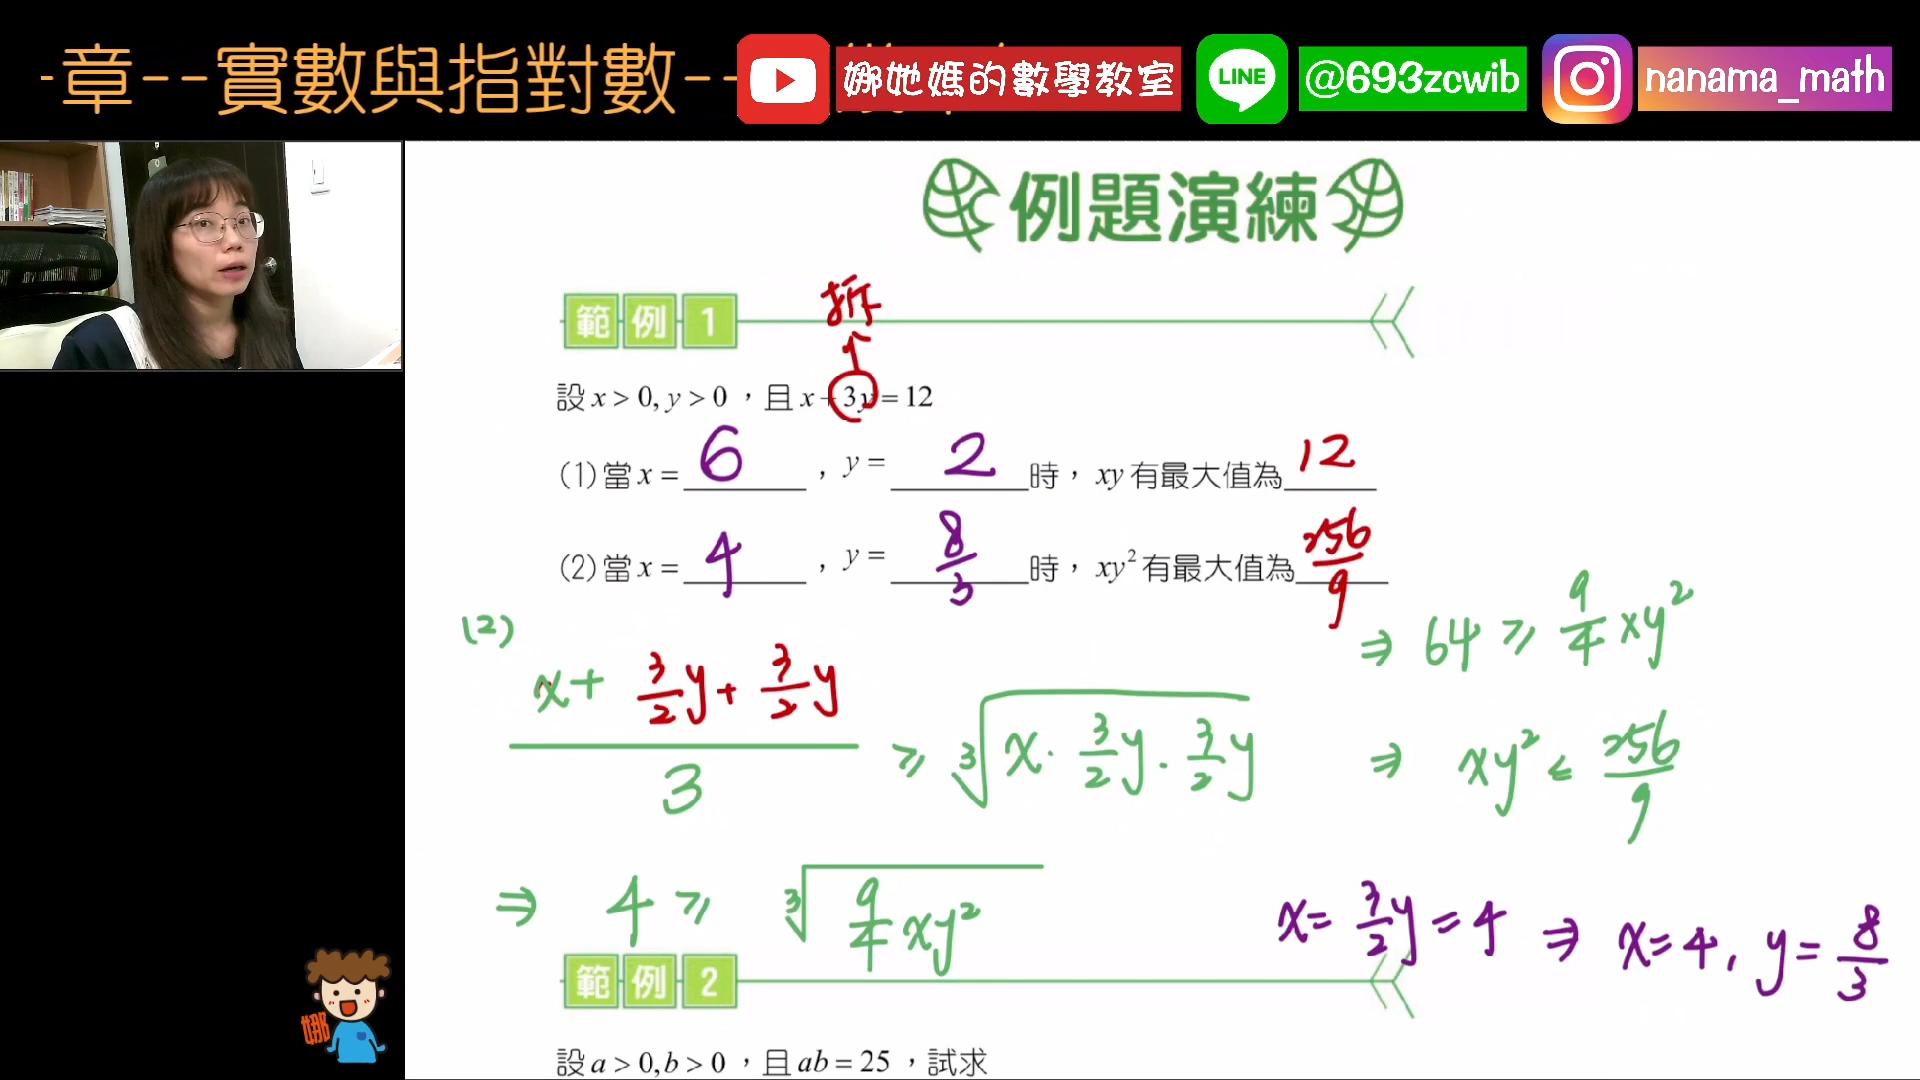 -章--實數與指對數--
娜她媽的數學教室
LINE
@693zcwib
nanama_math
例題演練
範例1
拆
設 x > 0, y > 0 ,且 x + 3y = 12
(1)當 x = 6 , y = 2 時, xy 有最大值為 12
(2)當 x = 4 , y = 8/3 時, xy² 有最大值為 256/9
(2)
(x + 3/2 y + 3/2 y)/3 ≥ ∛(x · 3/2 y · 3/2 y)
⇒ 4 ≥ ∛(9/4 xy²)
⇒ 64 ≥ 9/4 xy²
⇒ xy² ≤ 256/9
x = 3/2 y = 4 ⇒ x = 4, y = 8/3
娜
範例2
設 a > 0, b > 0 ,且 ab = 25 ,試求